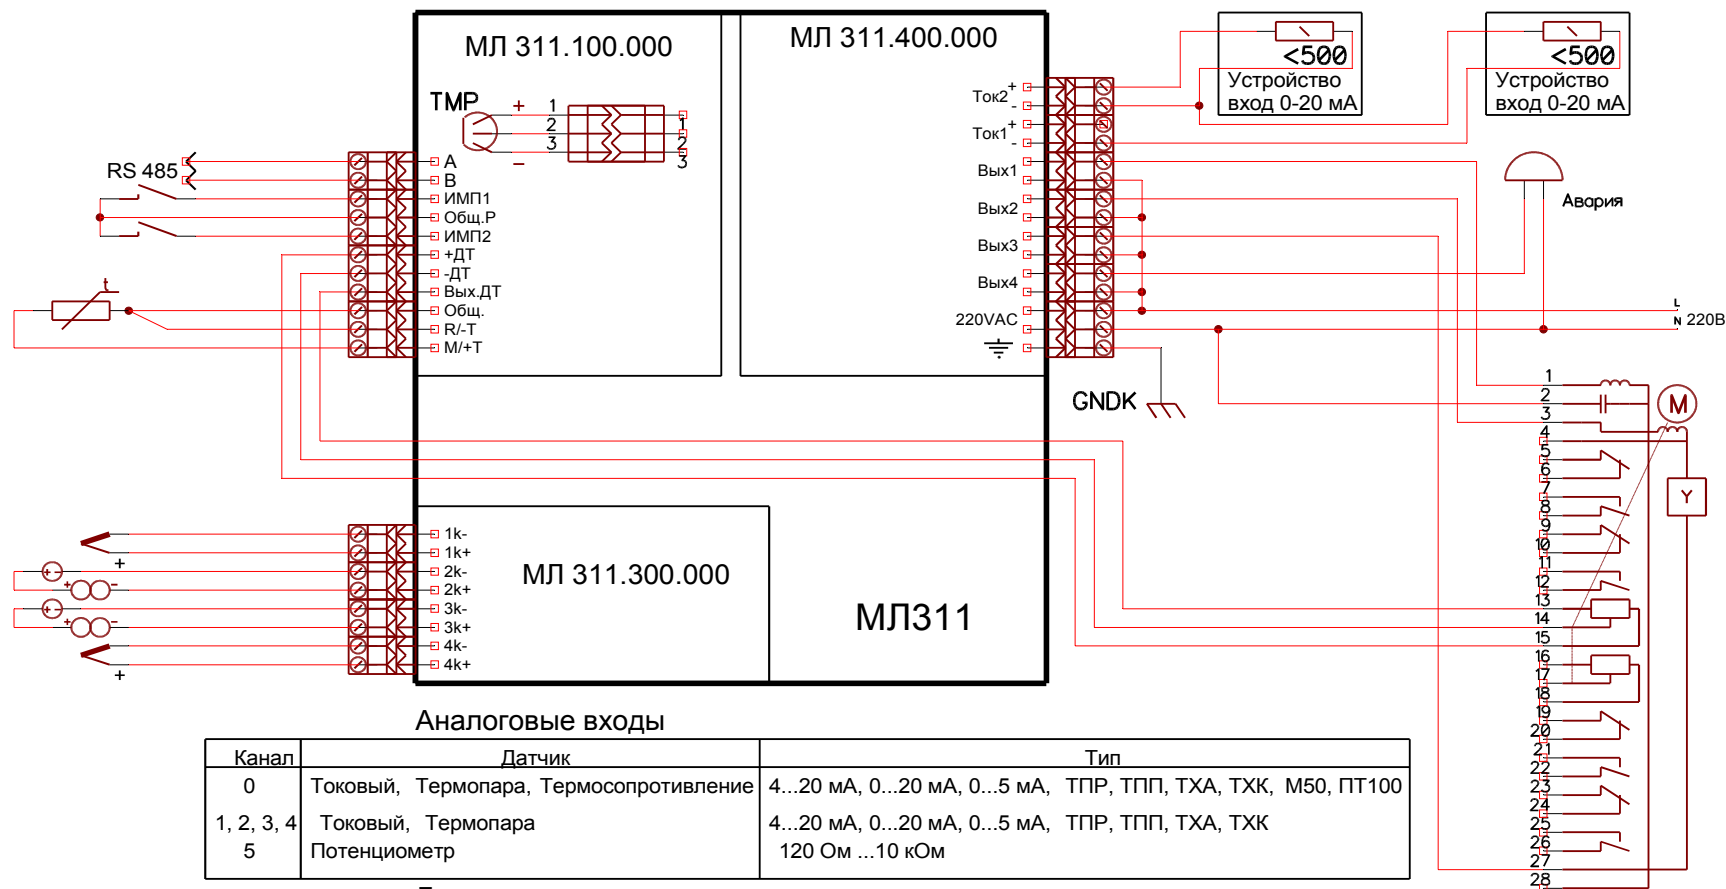 МЛ 311.100.000
МЛ 311.400.000
<500
Устройство
вход 0-20 мА
<500
Устройство
вход 0-20 мА
TMP
+ 1
2
– 3
1
2
3
RS 485
A
B
ИМП1
Общ.Р
ИМП2
+ДТ
-ДТ
Вых.ДТ
Общ.
R/-T
M/+T
t
Ток2 +
-
Ток1 +
-
Вых1
Вых2
Вых3
Вых4
220VAC
Авария
L
N 220В
GNDK
M
Y
1
2
3
4
5
6
7
8
9
10
11
12
13
14
15
16
17
18
19
20
21
22
23
24
25
26
27
28
1k-
1k+
2k-
2k+
3k-
3k+
4k-
4k+
+
+ -
+ -
+
МЛ 311.300.000
МЛ311
Аналоговые входы
Канал Датчик Тип
0 Токовый, Термопара, Термосопротивление 4...20 мА, 0...20 мА, 0...5 мА, ТПР, ТПП, ТХА, ТХК, М50, ПТ100
1, 2, 3, 4 Токовый, Термопара 4...20 мА, 0...20 мА, 0...5 мА, ТПР, ТПП, ТХА, ТХК
5 Потенциометр 120 Ом ...10 кОм